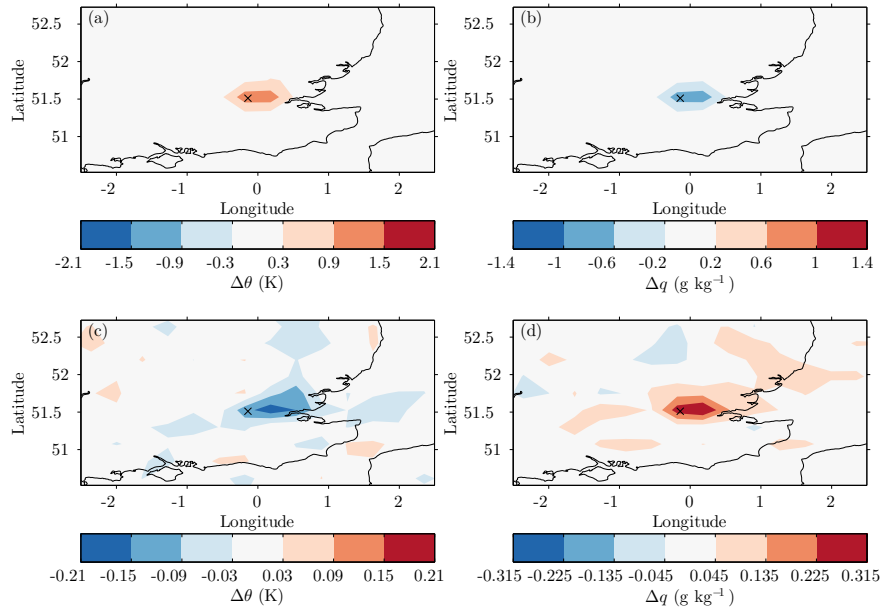 (a)
52.5
52
51.5
51
Latitude
-2 -1 0 1 2
Longitude
-2.1 -1.5 -0.9 -0.3 0.3 0.9 1.5 2.1
Δθ (K)
(b)
52.5
52
51.5
51
Latitude
-2 -1 0 1 2
Longitude
-1.4 -1 -0.6 -0.2 0.2 0.6 1 1.4
Δq (g kg⁻¹)
(c)
52.5
52
51.5
51
Latitude
-2 -1 0 1 2
Longitude
-0.21 -0.15 -0.09 -0.03 0.03 0.09 0.15 0.21
Δθ (K)
(d)
52.5
52
51.5
51
Latitude
-2 -1 0 1 2
Longitude
-0.315 -0.225 -0.135 -0.045 0.045 0.135 0.225 0.315
Δq (g kg⁻¹)